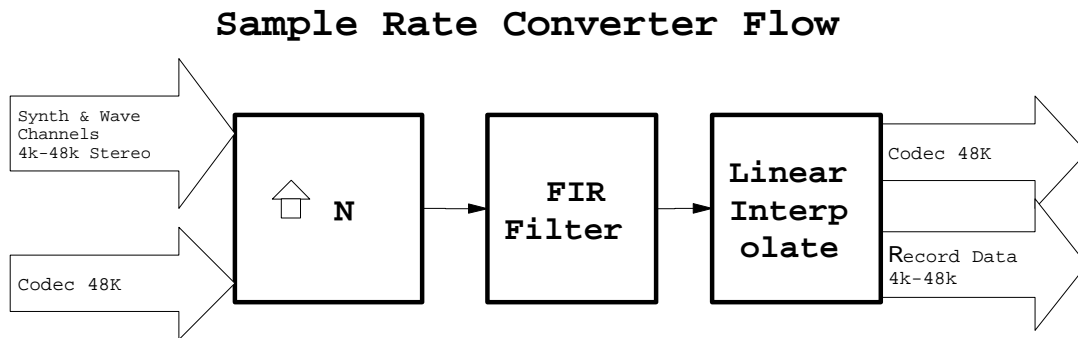 Sample Rate Converter Flow
Synth & Wave
Channels
4k-48k Stereo
Codec 48K
N
FIR
Filter
Linear
Interp
olate
Codec 48K
Record Data
4k-48k